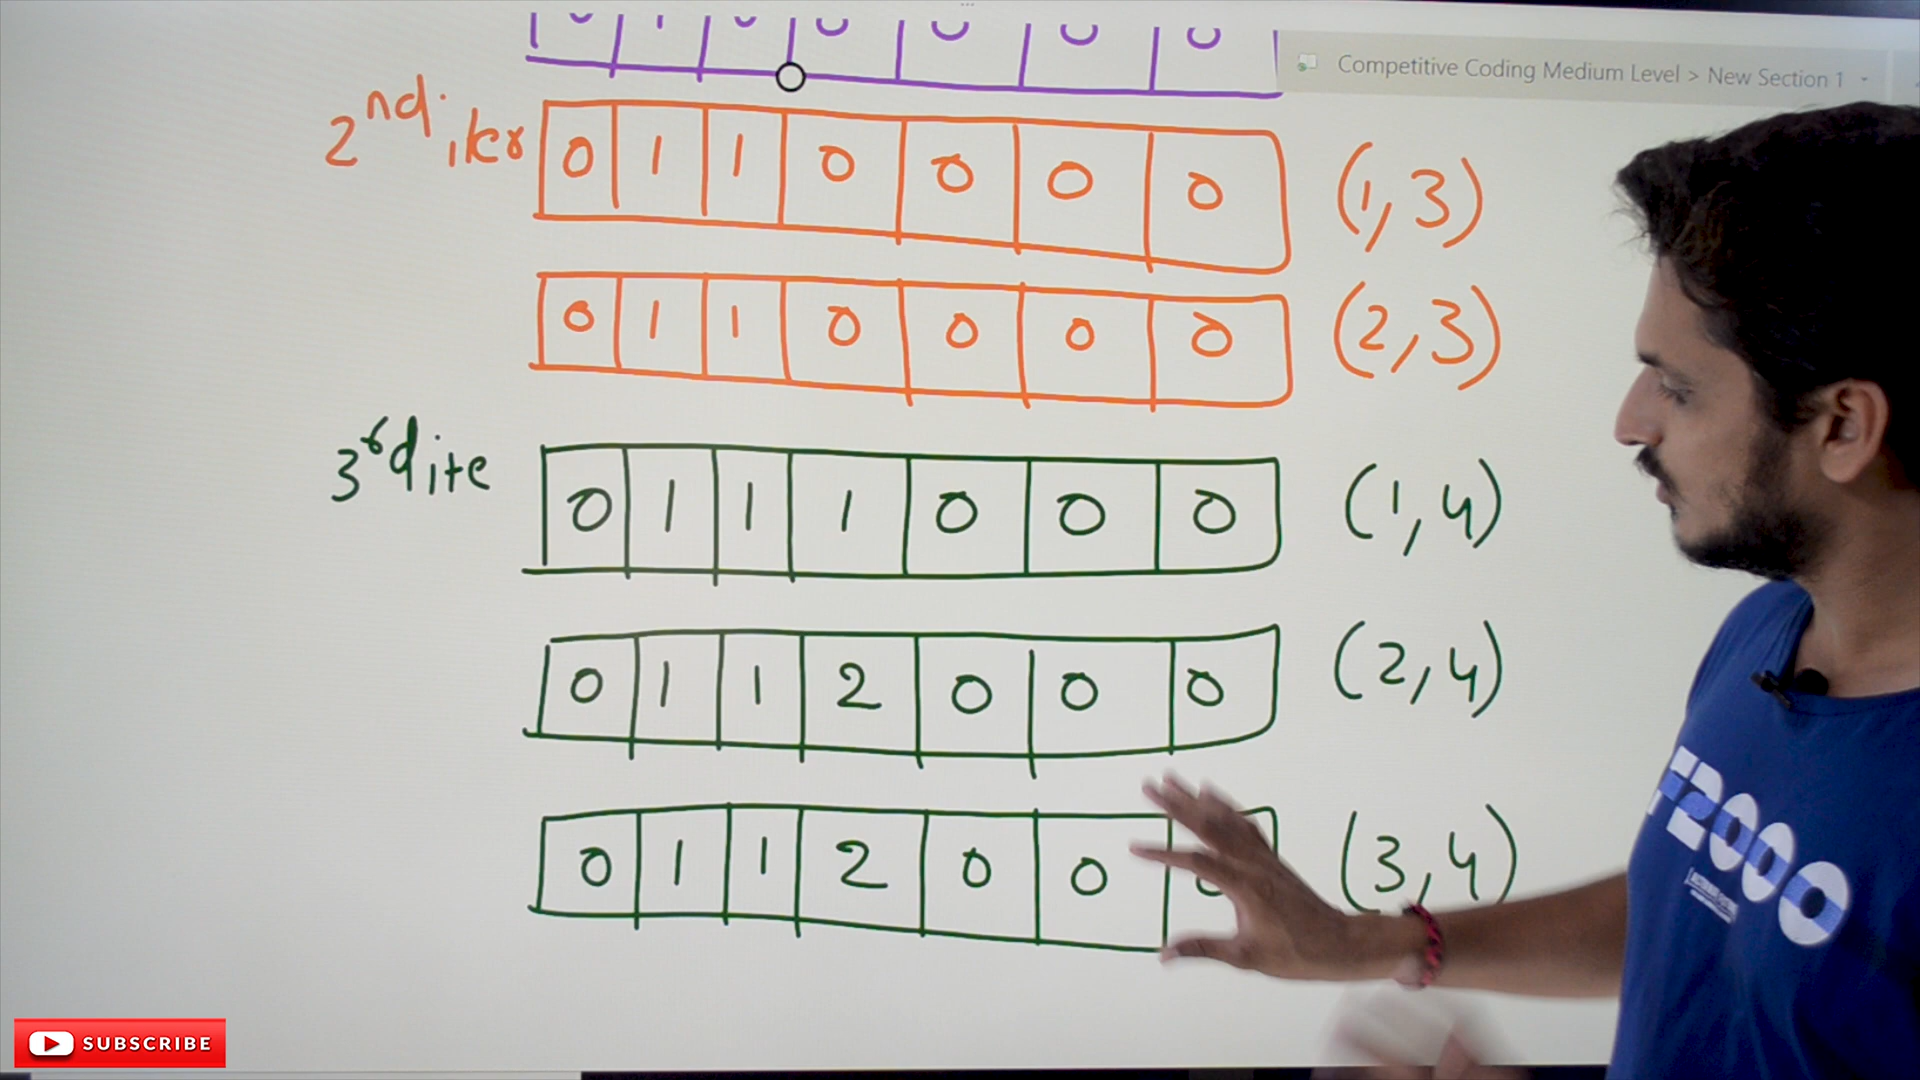 Competitive Coding Medium Level > New Section 1
2nd iter 0 1 1 0 0 0 0 (1,3)
0 1 1 0 0 0 0 (2,3)
3rd ite 0 1 1 1 0 0 0 (1,4)
0 1 1 2 0 0 0 (2,4)
0 1 1 2 0 0 (3,4)
T2000
SUBSCRIBE